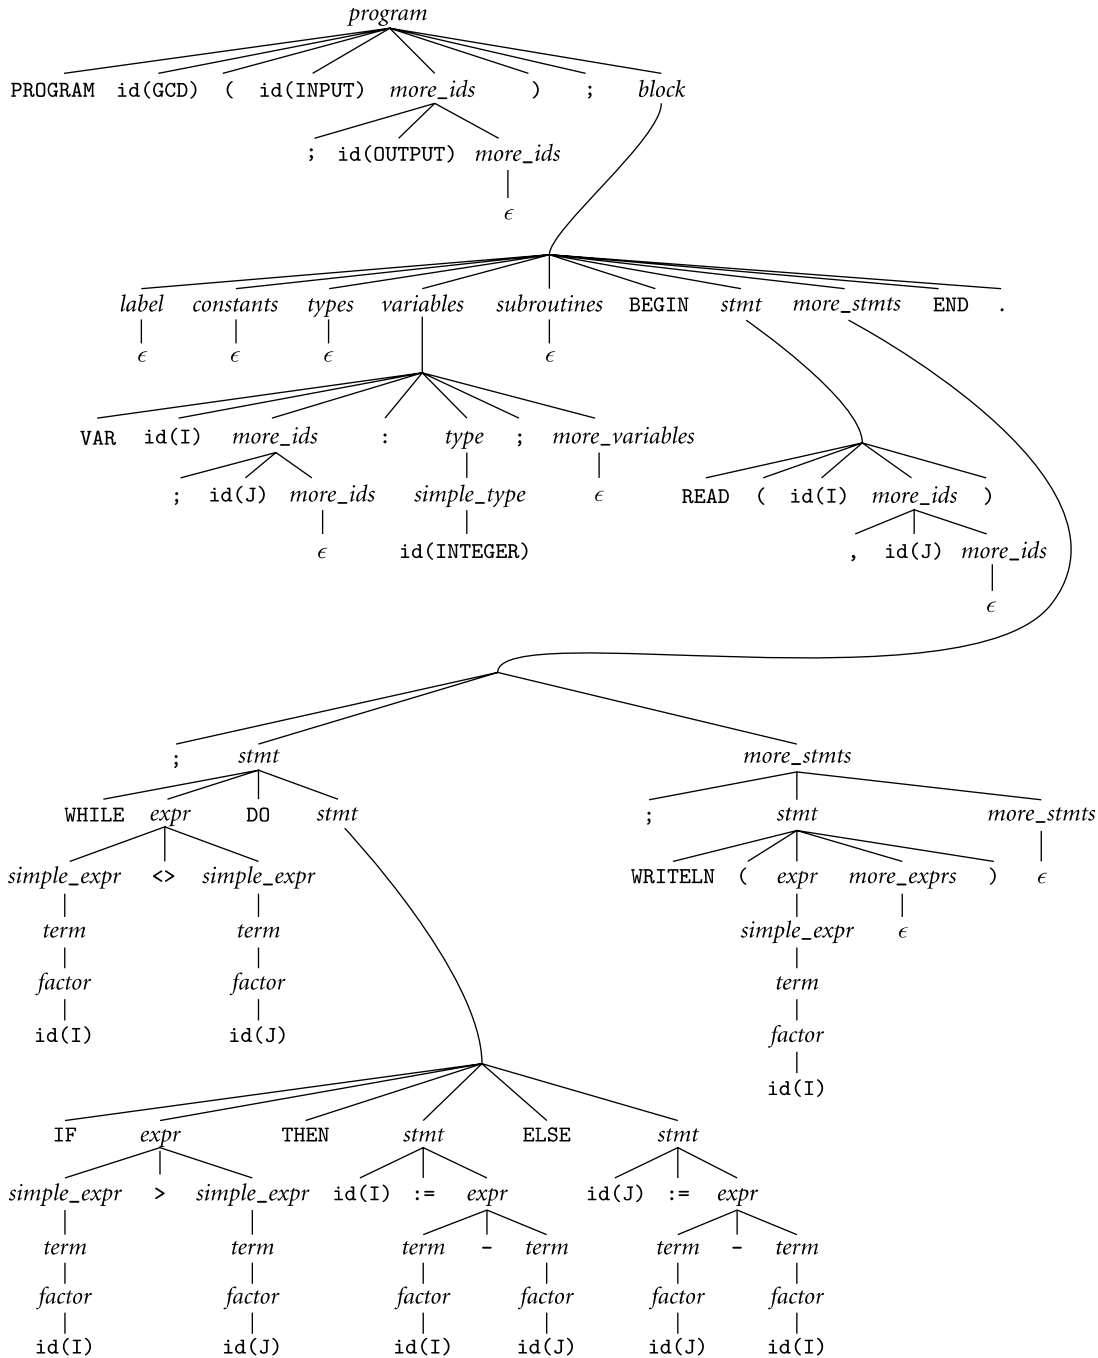 program
PROGRAM id(GCD) ( id(INPUT) more_ids ) ; block
; id(OUTPUT) more_ids
ϵ
label constants types variables subroutines BEGIN stmt more_stmts END .
ϵ ϵ ϵ ϵ
VAR id(I) more_ids : type ; more_variables
; id(J) more_ids simple_type ϵ READ ( id(I) more_ids )
ϵ id(INTEGER) , id(J) more_ids
ϵ
; stmt more_stmts
WHILE expr DO stmt ; stmt more_stmts
simple_expr <> simple_expr WRITELN ( expr more_exprs ) ϵ
term term simple_expr ϵ
factor factor term
id(I) id(J) factor
id(I)
IF expr THEN stmt ELSE stmt
simple_expr > simple_expr id(I) := expr id(J) := expr
term term term - term term - term
factor factor factor factor factor factor
id(I) id(J) id(I) id(J) id(J) id(I)